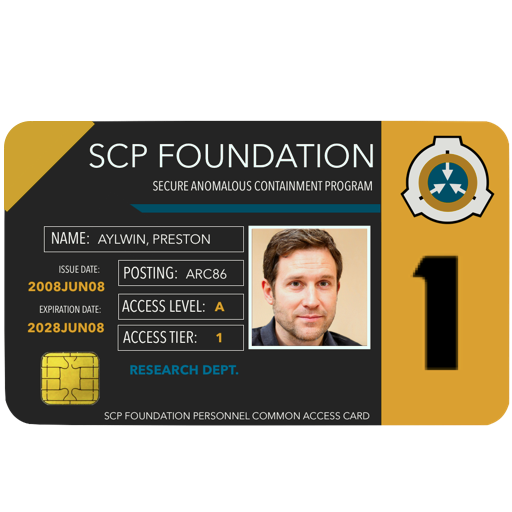 SCP FOUNDATION
SECURE ANOMALOUS CONTAINMENT PROGRAM
NAME: AYLWIN, PRESTON
ISSUE DATE:
2008JUN08
EXPIRATION DATE:
2028JUN08
POSTING: ARC86
ACCESS LEVEL: A
ACCESS TIER: 1
RESEARCH DEPT.
1
SCP FOUNDATION PERSONNEL COMMON ACCESS CARD